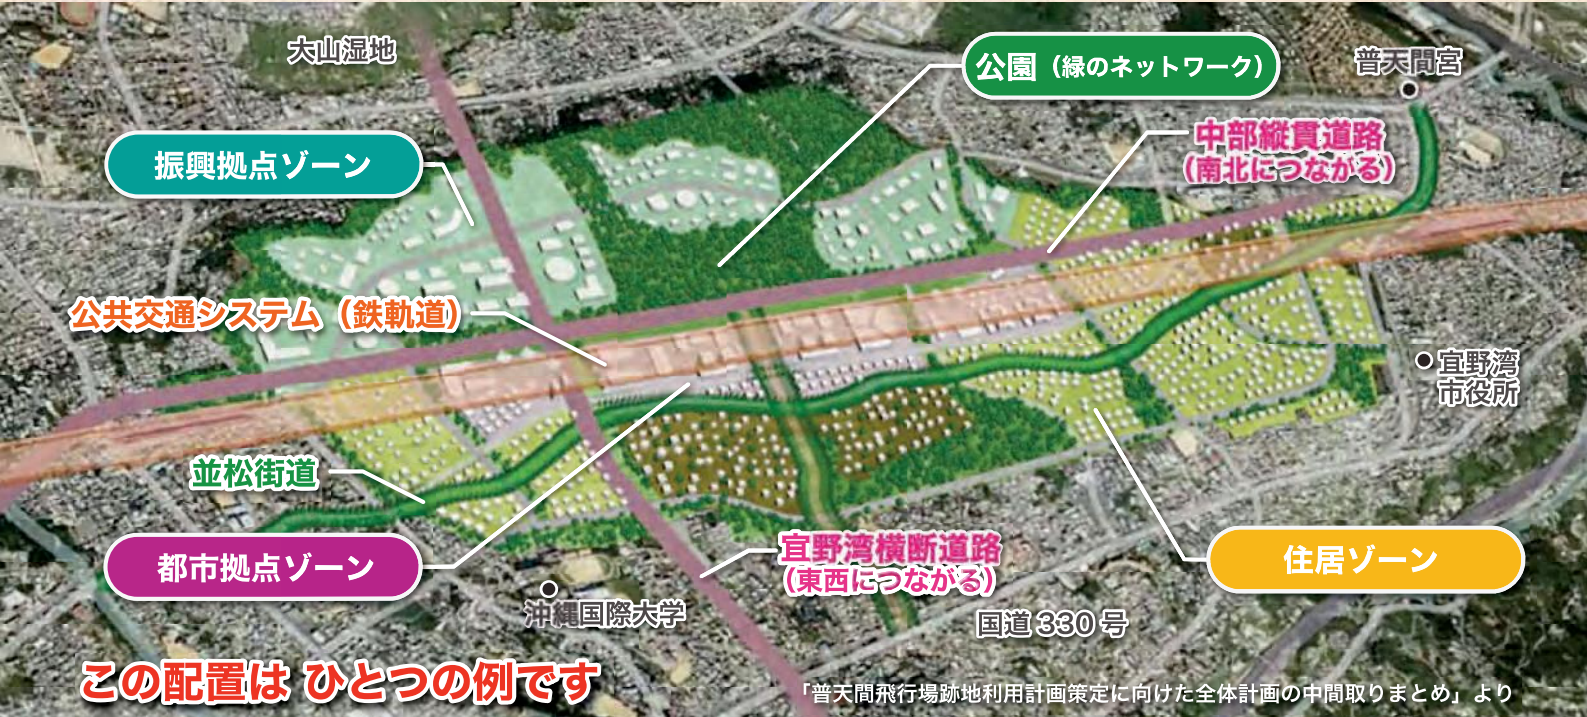 大山湿地
公園（緑のネットワーク）
普天間宮
振興拠点ゾーン
中部縦貫道路
（南北につながる）
公共交通システム（鉄軌道）
宜野湾
市役所
並松街道
都市拠点ゾーン
宜野湾横断道路
（東西につながる）
住居ゾーン
沖縄国際大学
国道 330 号
この配置は ひとつの例です
「普天間飛行場跡地利用計画策定に向けた全体計画の中間取りまとめ」より